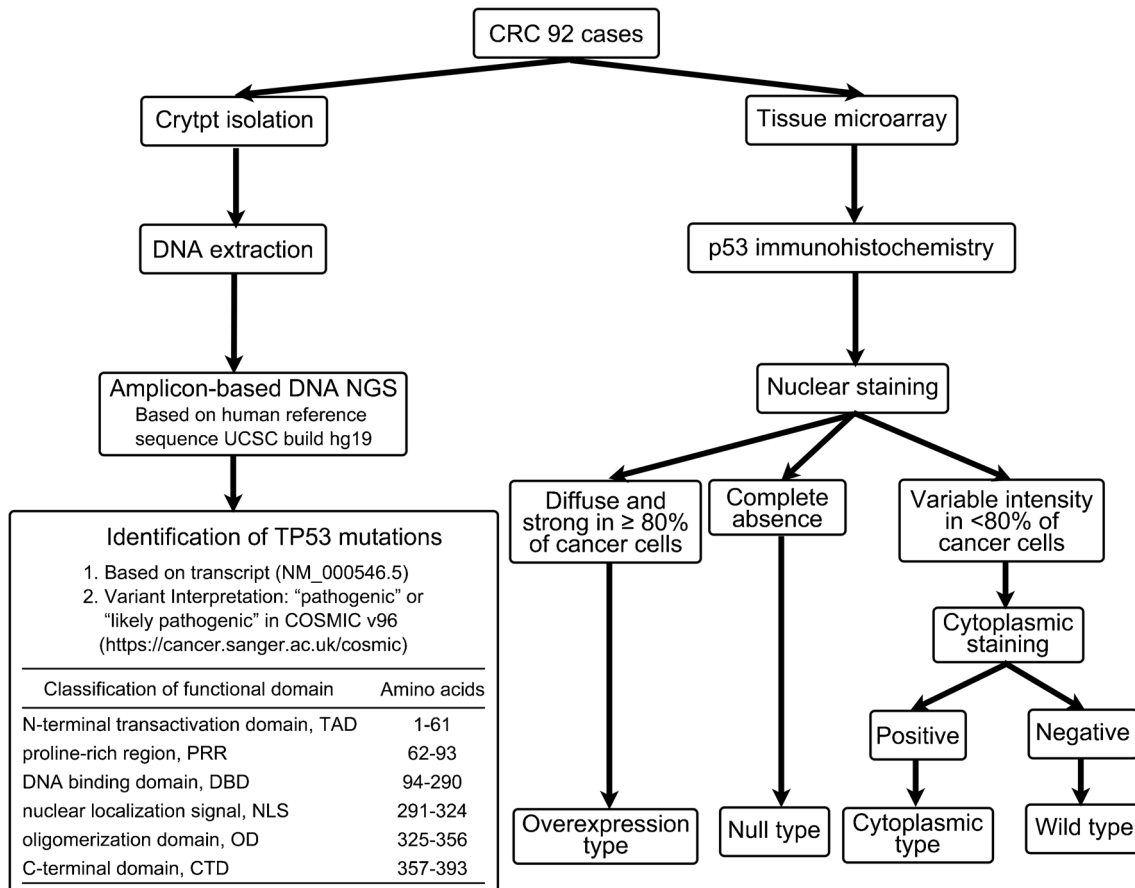 CRC 92 cases
Crytpt isolation
Tissue microarray
DNA extraction
p53 immunohistochemistry
Amplicon-based DNA NGS
Based on human reference
sequence UCSC build hg19
Nuclear staining
Diffuse and
strong in ≥ 80%
of cancer cells
Complete
absence
Variable intensity
in <80% of
cancer cells
Identification of TP53 mutations
1. Based on transcript (NM_000546.5)
2. Variant Interpretation: “pathogenic” or
“likely pathogenic” in COSMIC v96
(https://cancer.sanger.ac.uk/cosmic)
Classification of functional domain Amino acids
N-terminal transactivation domain, TAD 1-61
proline-rich region, PRR 62-93
DNA binding domain, DBD 94-290
nuclear localization signal, NLS 291-324
oligomerization domain, OD 325-356
C-terminal domain, CTD 357-393
Cytoplasmic
staining
Positive
Negative
Overexpression
type
Null type
Cytoplasmic
type
Wild type